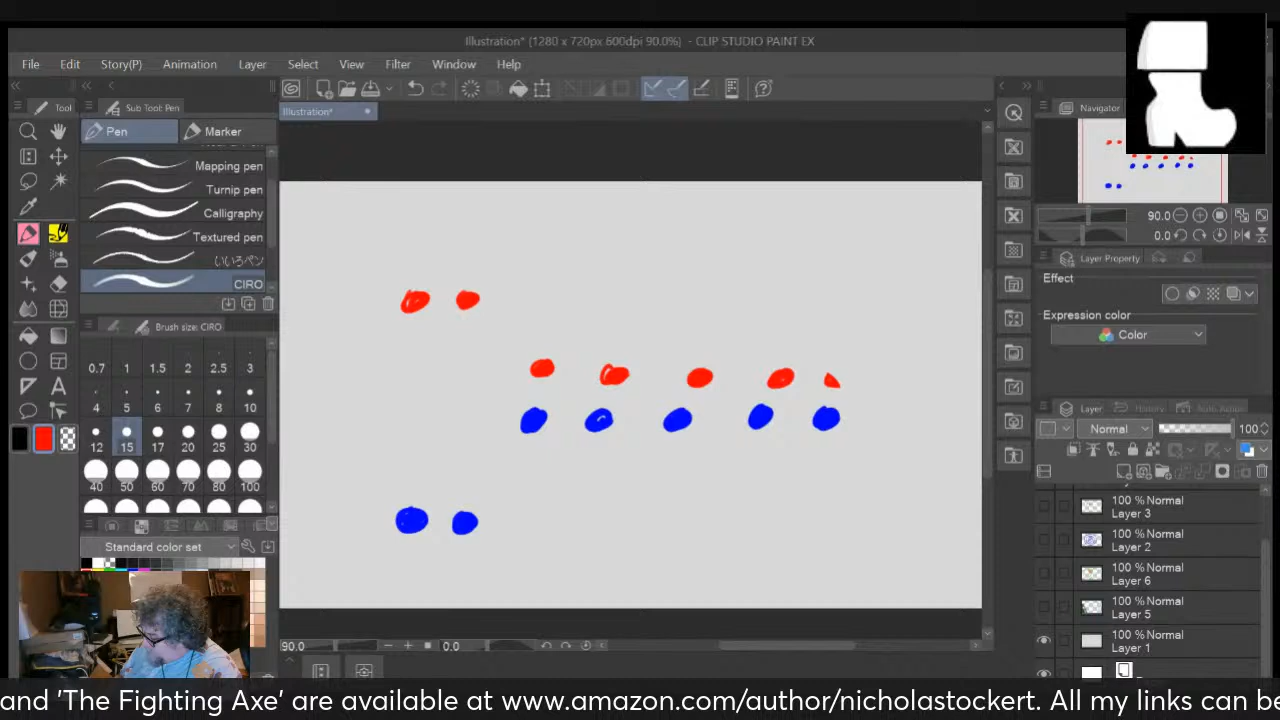 Illustration* (1280 x 720px 600dpi 90.0%) - CLIP STUDIO PAINT EX
File Edit Story(P) Animation Layer Select View Filter Window Help
Illustration*
Tool
Sub Tool: Pen
Pen
Marker
Mapping pen
Turnip pen
Calligraphy
Textured pen
いいろペン
CIRO
Brush size: CIRO
0.7 1 1.5 2 2.5 3
4 5 6 7 8 10
12 15 17 20 25 30
40 50 60 70 80 100
Standard color set
90.0
0.0
Navigator
90.0
0.0
Layer Property
Effect
Expression color
Color
Layer
History
Auto Action
Normal
100
100 % Normal
Layer 3
100 % Normal
Layer 2
100 % Normal
Layer 6
100 % Normal
Layer 5
100 % Normal
Layer 1
and 'The Fighting Axe' are available at www.amazon.com/author/nicholastockert. All my links can be